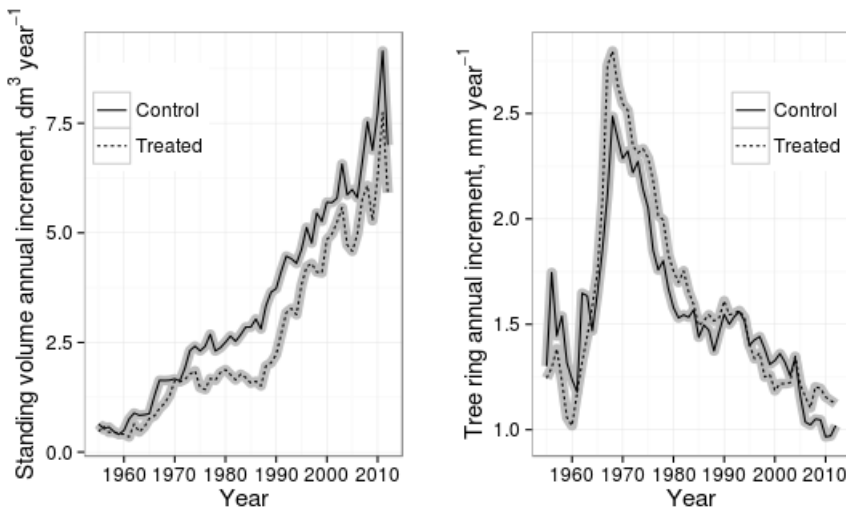 Standing volume annual increment, dm³ year⁻¹
7.5
5.0
2.5
0.0
Control
Treated
1960 1970 1980 1990 2000 2010
Year
Tree ring annual increment, mm year⁻¹
2.5
2.0
1.5
1.0
Control
Treated
1960 1970 1980 1990 2000 2010
Year